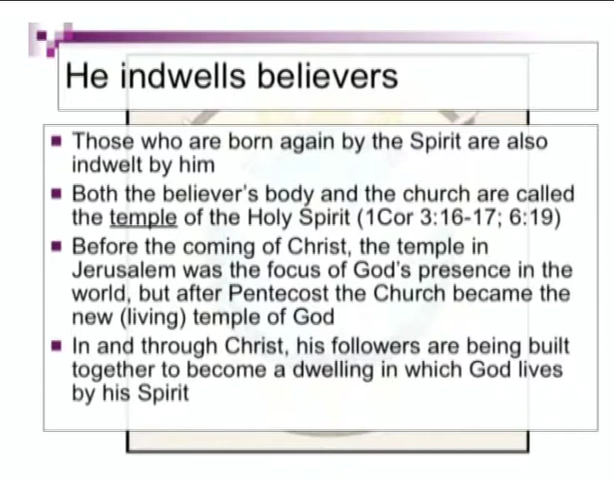 He indwells believers
Those who are born again by the Spirit are also
indwelt by him
Both the believer's body and the church are called
the temple of the Holy Spirit (1Cor 3:16-17; 6:19)
Before the coming of Christ, the temple in
Jerusalem was the focus of God's presence in the
world, but after Pentecost the Church became the
new (living) temple of God
In and through Christ, his followers are being built
together to become a dwelling in which God lives
by his Spirit